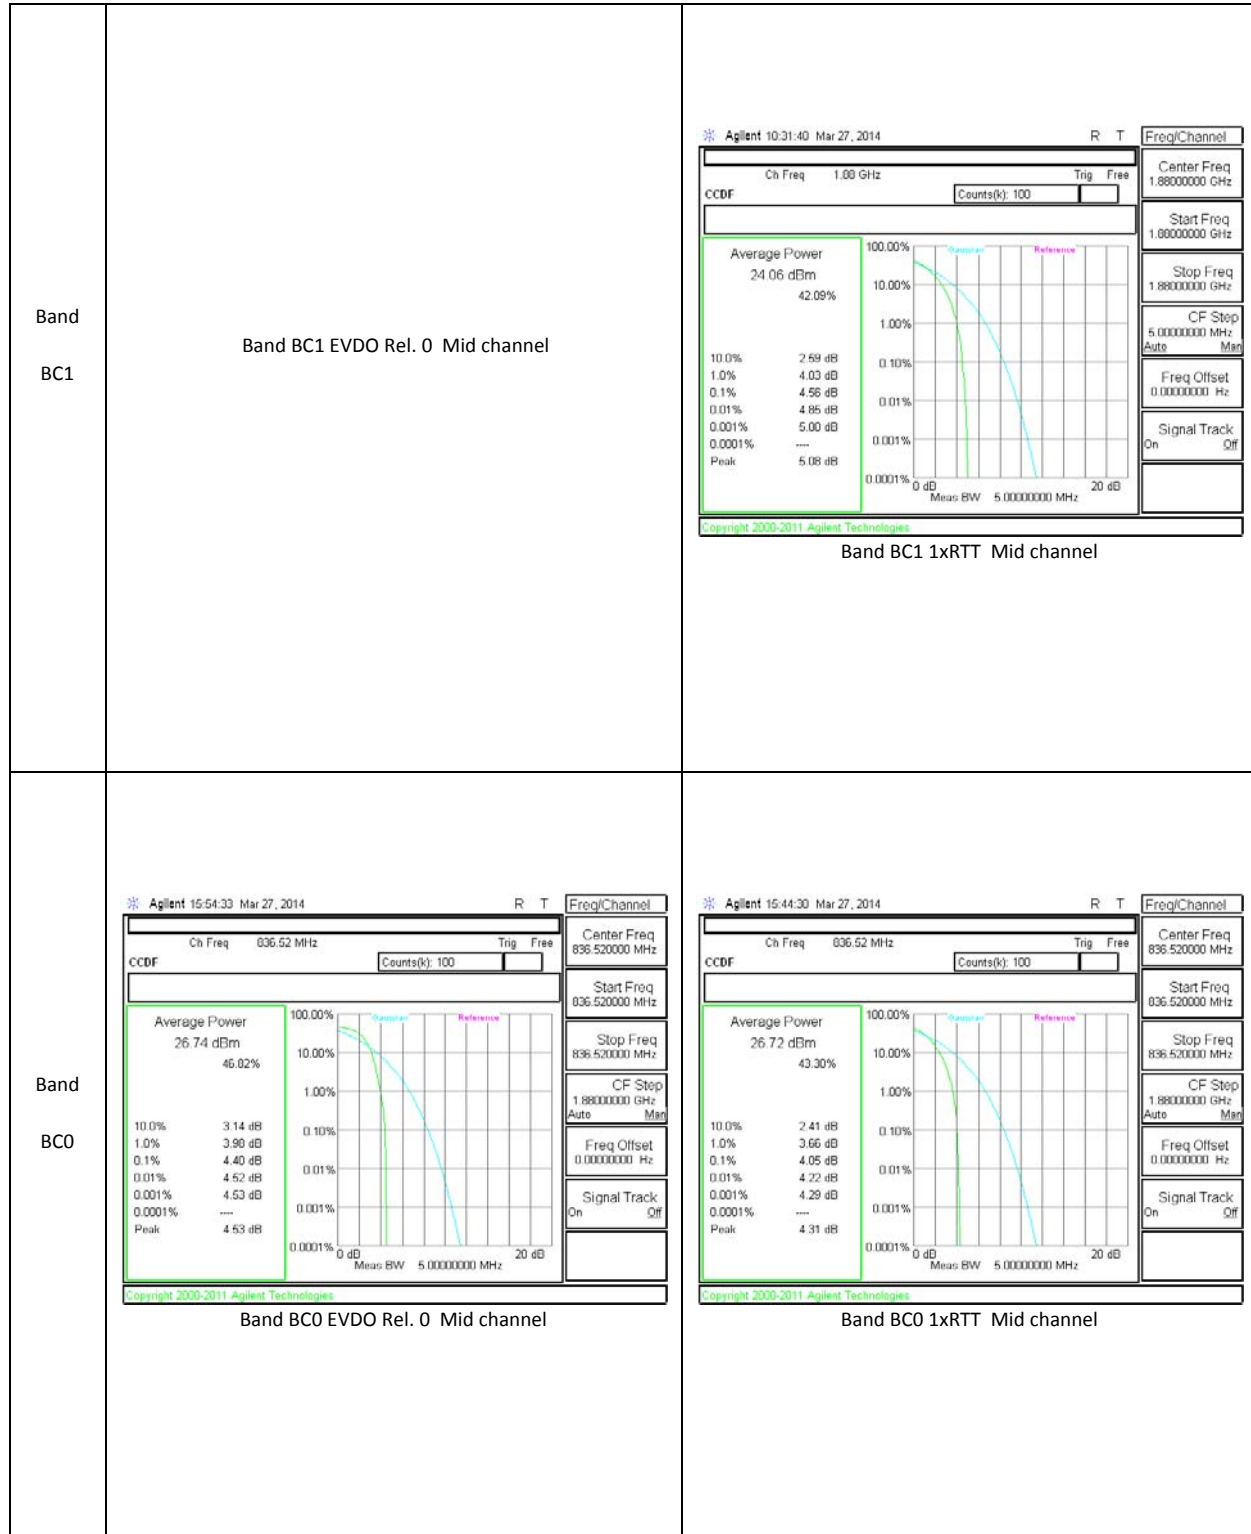 Band
BC1
Band BC1 EVDO Rel. 0 Mid channel
Agilent 10:31:40 Mar 27, 2014 R T
Freq/Channel
Ch Freq 1.88 GHz Trig Free
CCDF Counts(k): 100
Average Power
24.06 dBm
42.09%
10.0% 2.69 dB
1.0% 4.03 dB
0.1% 4.56 dB
0.01% 4.85 dB
0.001% 5.00 dB
0.0001% ----
Peak 5.08 dB
Gaussian Reference
100.00%
10.00%
1.00%
0.10%
0.01%
0.001%
0.0001%
0 dB 20 dB
Meas BW 5.00000000 MHz
Center Freq
1.88000000 GHz
Start Freq
1.88000000 GHz
Stop Freq
1.88000000 GHz
CF Step
5.00000000 MHz
Auto Man
Freq Offset
0.00000000 Hz
Signal Track
On Off
Copyright 2000-2011 Agilent Technologies
Band BC1 1xRTT Mid channel
Band
BC0
Agilent 15:54:33 Mar 27, 2014 R T
Freq/Channel
Ch Freq 836.52 MHz Trig Free
CCDF Counts(k): 100
Average Power
26.74 dBm
46.82%
10.0% 3.14 dB
1.0% 3.98 dB
0.1% 4.40 dB
0.01% 4.52 dB
0.001% 4.53 dB
0.0001% ----
Peak 4.53 dB
Gaussian Reference
100.00%
10.00%
1.00%
0.10%
0.01%
0.001%
0.0001%
0 dB 20 dB
Meas BW 5.00000000 MHz
Center Freq
836.520000 MHz
Start Freq
836.520000 MHz
Stop Freq
836.520000 MHz
CF Step
1.88000000 GHz
Auto Man
Freq Offset
0.00000000 Hz
Signal Track
On Off
Copyright 2000-2011 Agilent Technologies
Band BC0 EVDO Rel. 0 Mid channel
Agilent 15:44:30 Mar 27, 2014 R T
Freq/Channel
Ch Freq 836.52 MHz Trig Free
CCDF Counts(k): 100
Average Power
26.72 dBm
43.30%
10.0% 2.41 dB
1.0% 3.66 dB
0.1% 4.05 dB
0.01% 4.22 dB
0.001% 4.29 dB
0.0001% ----
Peak 4.31 dB
Gaussian Reference
100.00%
10.00%
1.00%
0.10%
0.01%
0.001%
0.0001%
0 dB 20 dB
Meas BW 5.00000000 MHz
Center Freq
836.520000 MHz
Start Freq
836.520000 MHz
Stop Freq
836.520000 MHz
CF Step
1.88000000 GHz
Auto Man
Freq Offset
0.00000000 Hz
Signal Track
On Off
Copyright 2000-2011 Agilent Technologies
Band BC0 1xRTT Mid channel